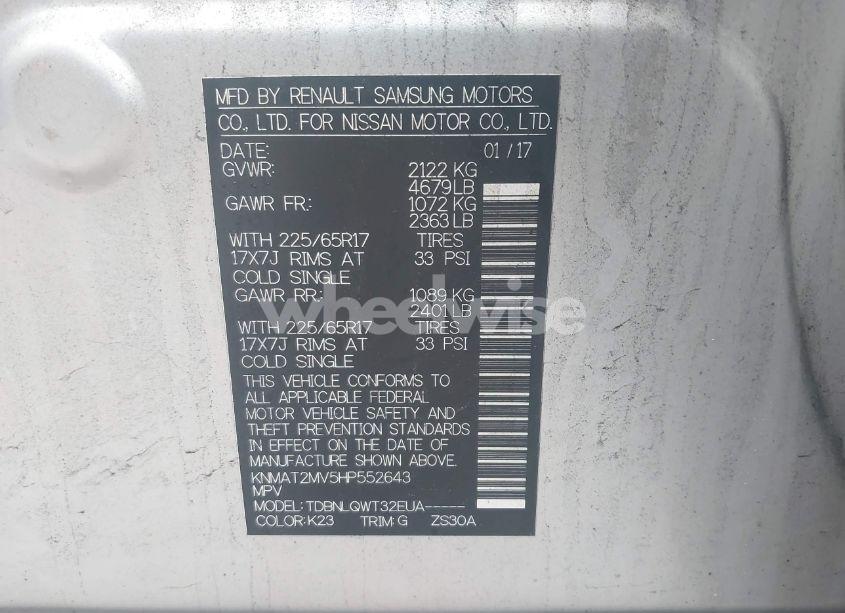 MFD BY RENAULT SAMSUNG MOTORS
CO., LTD. FOR NISSAN MOTOR CO., LTD.
DATE: 01 / 17
GVWR: 2122 KG
4679 LB
GAWR FR.: 1072 KG
2363 LB
WITH 225/65R17 TIRES
17X7J RIMS AT 33 PSI
COLD SINGLE
GAWR RR.: 1089 KG
2401 LB
wheelwise
WITH 225/65R17 TIRES
17X7J RIMS AT 33 PSI
COLD SINGLE
THIS VEHICLE CONFORMS TO
ALL APPLICABLE FEDERAL
MOTOR VEHICLE SAFETY AND
THEFT PREVENTION STANDARDS
IN EFFECT ON THE DATE OF
MANUFACTURE SHOWN ABOVE.
KNMAT2MV5HP552643
MPV
MODEL: TDBNLQWT32EUA-----
COLOR: K23 TRIM: G ZS30A